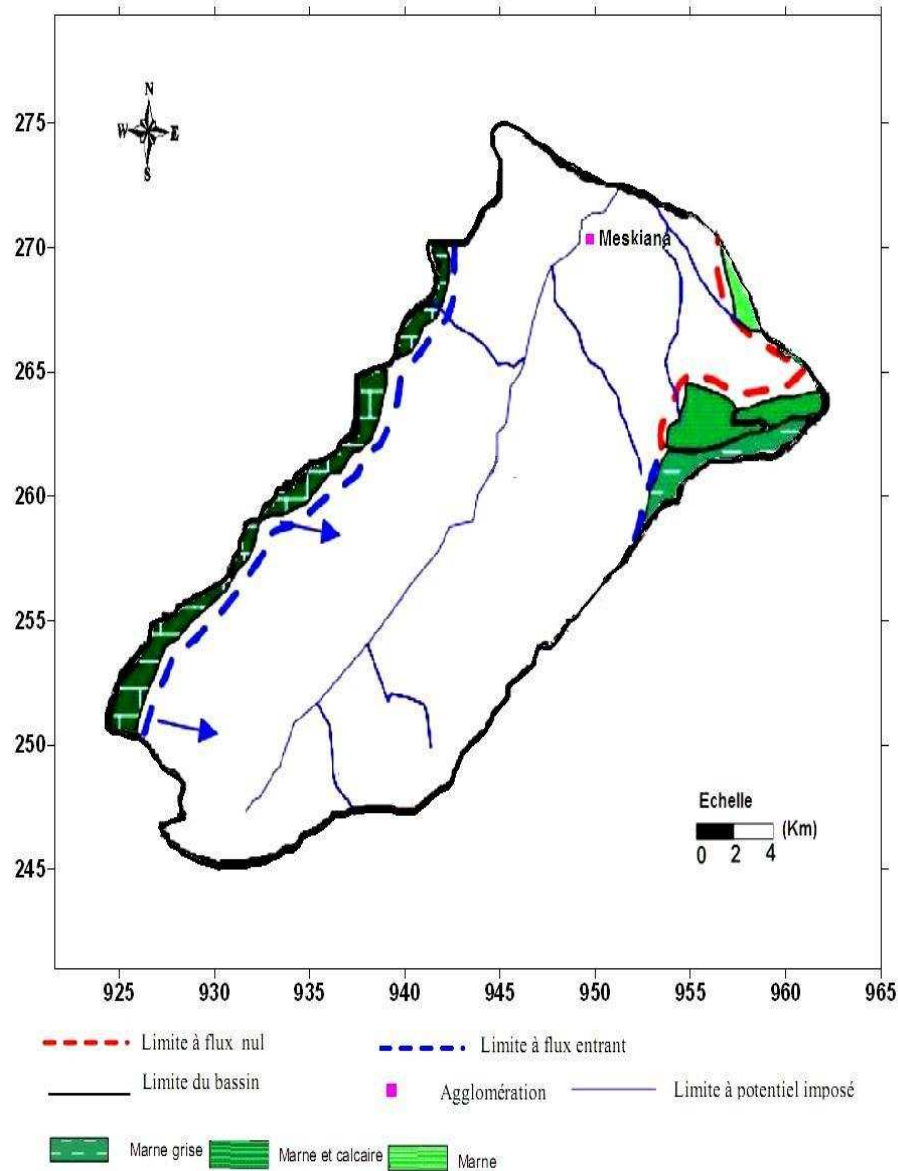 N
W E
S
275
270
265
260
255
250
245
Meskiana
Echelle
(Km)
0 2 4
925 930 935 940 945 950 955 960 965
Limite à flux nul
Limite à flux entrant
Limite du bassin
Agglomération
Limite à potentiel imposé
Marne grise
Marne et calcaire
Marne